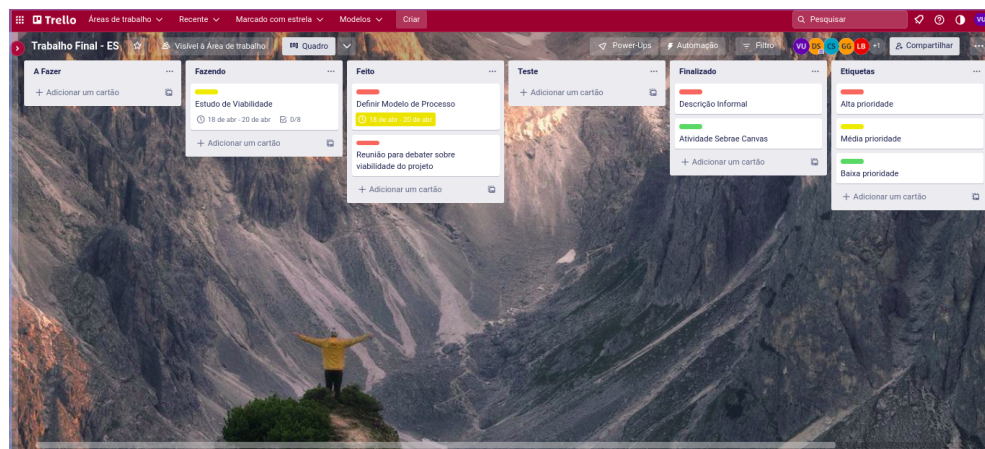 Trello Áreas de trabalho Recente Marcado com estrela Modelos Criar Pesquisar VU
Trabalho Final - ES Visível à Área de trabalho Quadro Power-Ups Automação Filtro VU DS CS GG LB +1 Compartilhar
A Fazer
Adicionar um cartão
Fazendo
Estudo de Viabilidade
18 de abr - 20 de abr 0/8
Adicionar um cartão
Feito
Definir Modelo de Processo
18 de abr - 20 de abr
Reunião para debater sobre
viabilidade do projeto
Adicionar um cartão
Teste
Adicionar um cartão
Finalizado
Descrição Informal
Atividade Sebrae Canvas
Adicionar um cartão
Etiquetas
Alta prioridade
Média prioridade
Baixa prioridade
Adicionar um cartão